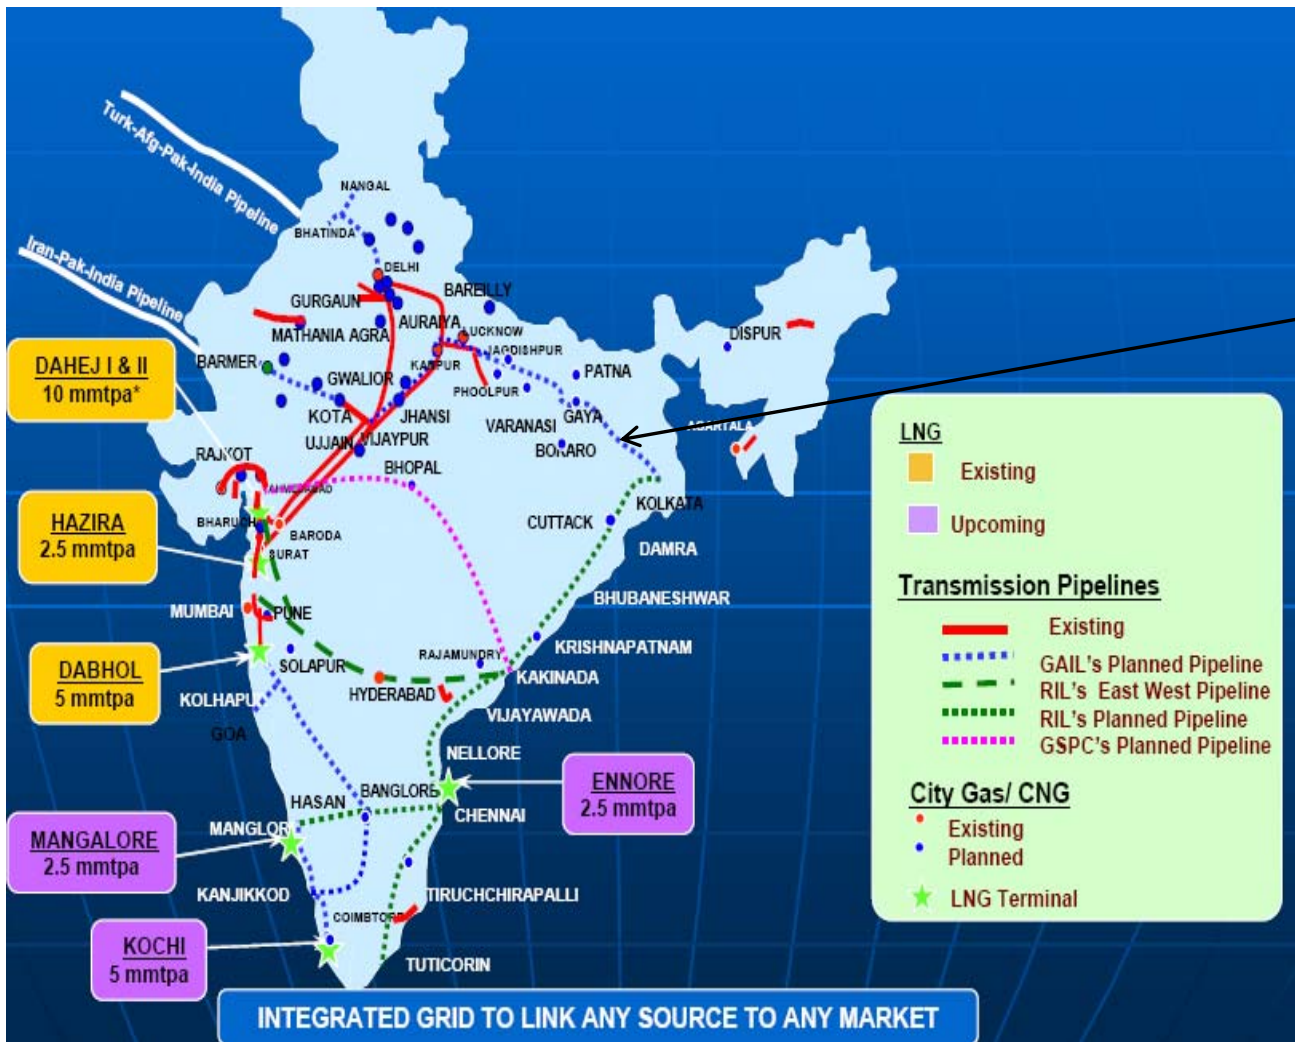 Turk-Afg-Pak-India Pipeline
Iran-Pak-India Pipeline
NANGAL
BHATINDA
DELHI
GURGAUN
BAREILLY
MATHANIA AGRA
AURAIYA
LUCKNOW
DISPUR
JAGDISHPUR
KANPUR
BARMER
GWALIOR
PHOOLPUR
PATNA
KOTA
JHANSI
GAYA
VARANASI
AGARTALA
UJJAIN
VIJAYPUR
BOKARO
RAJKOT
BHOPAL
AHMEDABAD
KOLKATA
BHARUCH
BARODA
CUTTACK
SURAT
DAMRA
BHUBANESHWAR
MUMBAI
PUNE
KRISHNAPATNAM
SOLAPUR
RAJAMUNDRY
KAKINADA
KOLHAPUR
HYDERABAD
VIJAYAWADA
GOA
NELLORE
BANGLORE
HASAN
CHENNAI
MANGLOR
KANJIKKOD
TIRUCHCHIRAPALLI
COIMBTORE
TUTICORIN
DAHEJ I & II
10 mmtpa*
HAZIRA
2.5 mmtpa
DABHOL
5 mmtpa
MANGALORE
2.5 mmtpa
KOCHI
5 mmtpa
ENNORE
2.5 mmtpa
LNG
Existing
Upcoming
Transmission Pipelines
Existing
GAIL's Planned Pipeline
RIL's East West Pipeline
RIL's Planned Pipeline
GSPC's Planned Pipeline
City Gas/ CNG
Existing
Planned
LNG Terminal
INTEGRATED GRID TO LINK ANY SOURCE TO ANY MARKET